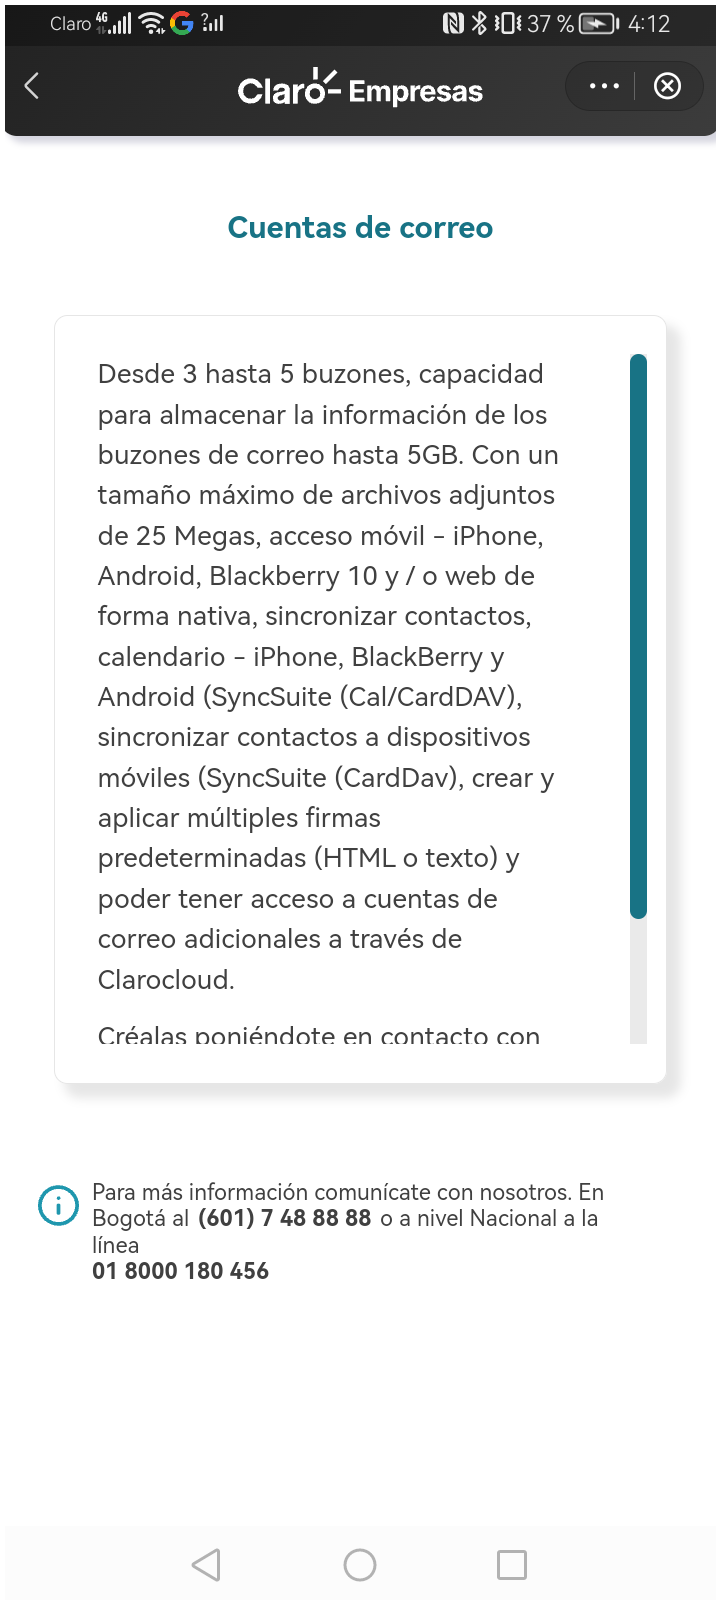 Claro 4G ? 37 % 4:12
Claro- Empresas
Cuentas de correo
Desde 3 hasta 5 buzones, capacidad
para almacenar la información de los
buzones de correo hasta 5GB. Con un
tamaño máximo de archivos adjuntos
de 25 Megas, acceso móvil - iPhone,
Android, Blackberry 10 y / o web de
forma nativa, sincronizar contactos,
calendario - iPhone, BlackBerry y
Android (SyncSuite (Cal/CardDAV),
sincronizar contactos a dispositivos
móviles (SyncSuite (CardDav), crear y
aplicar múltiples firmas
predeterminadas (HTML o texto) y
poder tener acceso a cuentas de
correo adicionales a través de
Clarocloud.
Créalas poniéndote en contacto con
Para más información comunícate con nosotros. En
Bogotá al (601) 7 48 88 88 o a nivel Nacional a la
línea
01 8000 180 456